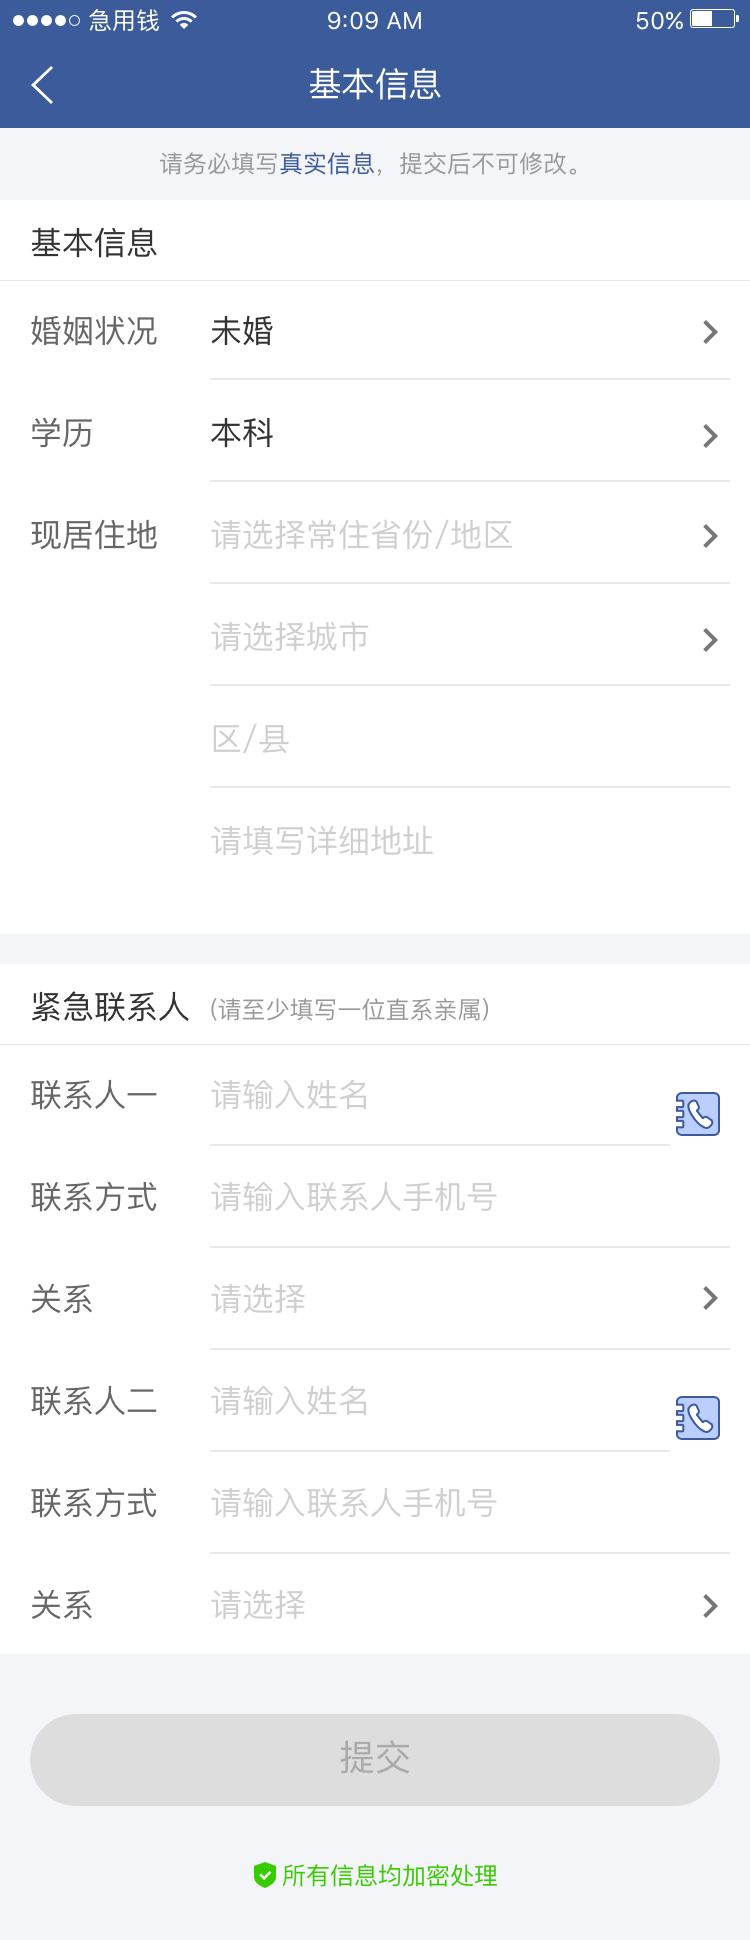 急用钱 9:09 AM 50%
基本信息
请务必填写真实信息，提交后不可修改。
基本信息
婚姻状况 未婚
学历 本科
现居住地 请选择常住省份/地区
请选择城市
区/县
请填写详细地址
紧急联系人 (请至少填写一位直系亲属)
联系人一 请输入姓名
联系方式 请输入联系人手机号
关系 请选择
联系人二 请输入姓名
联系方式 请输入联系人手机号
关系 请选择
提交
所有信息均加密处理